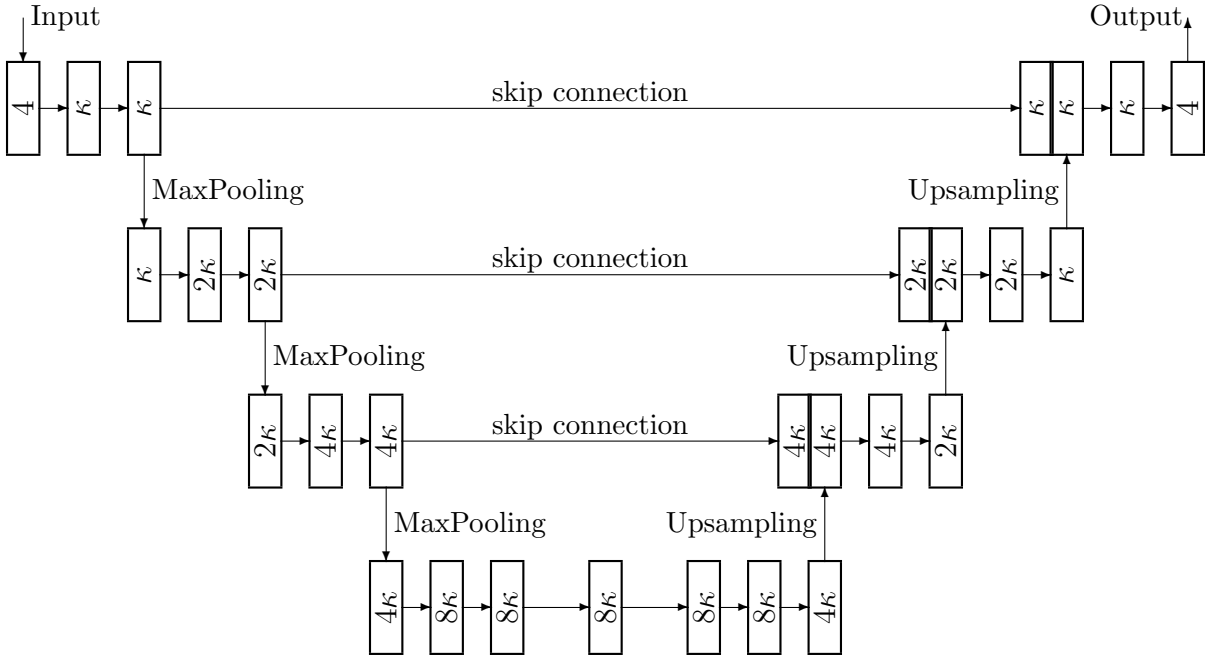 Input
Output
4 κ κ skip connection κ κ κ 4
MaxPooling
Upsampling
κ 2κ 2κ skip connection 2κ 2κ 2κ κ
MaxPooling
Upsampling
2κ 4κ 4κ skip connection 4κ 4κ 4κ 2κ
MaxPooling
Upsampling
4κ 8κ 8κ 8κ 8κ 8κ 4κ